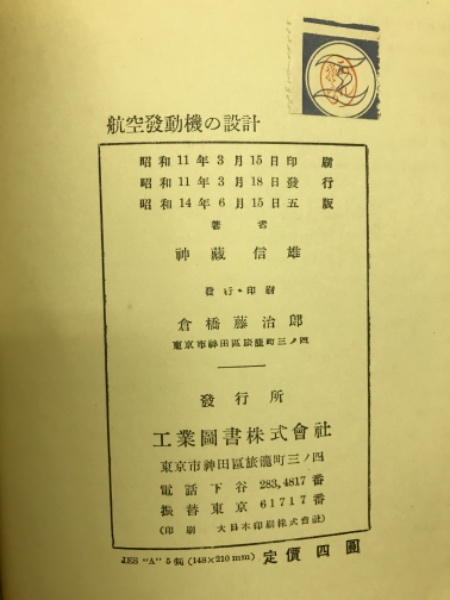 航空發動機の設計
昭和11年3月15日印刷
昭和11年3月18日發行
昭和14年6月15日五版
著者
神蔵信雄
發行・印刷
倉橋藤治郎
東京市神田區旅籠町三ノ四
發行所
工業圖書株式會社
東京市神田區旅籠町三ノ四
電話下谷283,4817番
振替東京61717番
(印刷 大日本印刷株式會社)
JES "A" 5 (148×210mm) 定價四圓